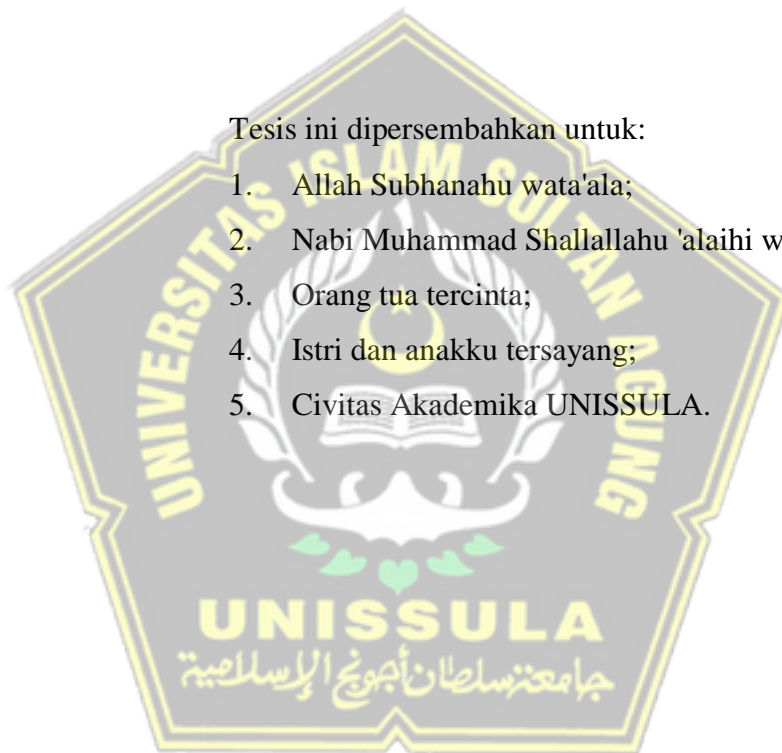 Tesis ini dipersembahkan untuk:
1. Allah Subhanahu wata'ala;
2. Nabi Muhammad Shallallahu 'alaihi w
3. Orang tua tercinta;
4. Istri dan anakku tersayang;
5. Civitas Akademika UNISSULA.
UNIVERSITAS ISLAM SULTAN AGUNG
UNISSULA
جامعة سلطان أجونج الإسلامية